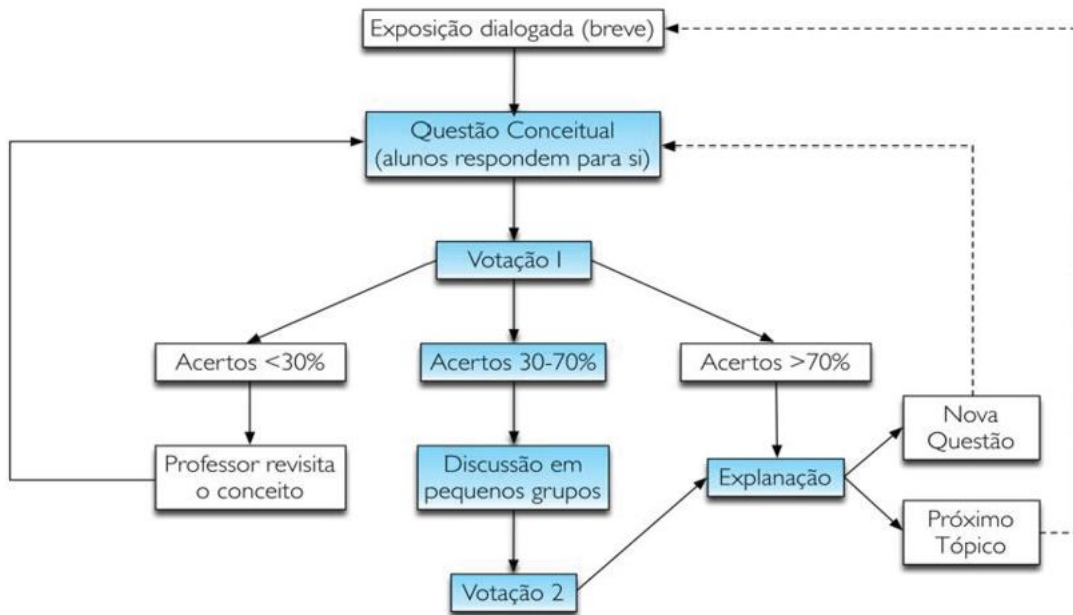 Exposição dialogada (breve)
Questão Conceitual
(alunos respondem para si)
Votação I
Acertos <30%
Acertos 30-70%
Acertos >70%
Professor revisita
o conceito
Discussão em
pequenos grupos
Explanação
Nova
Questão
Próximo
Tópico
Votação 2